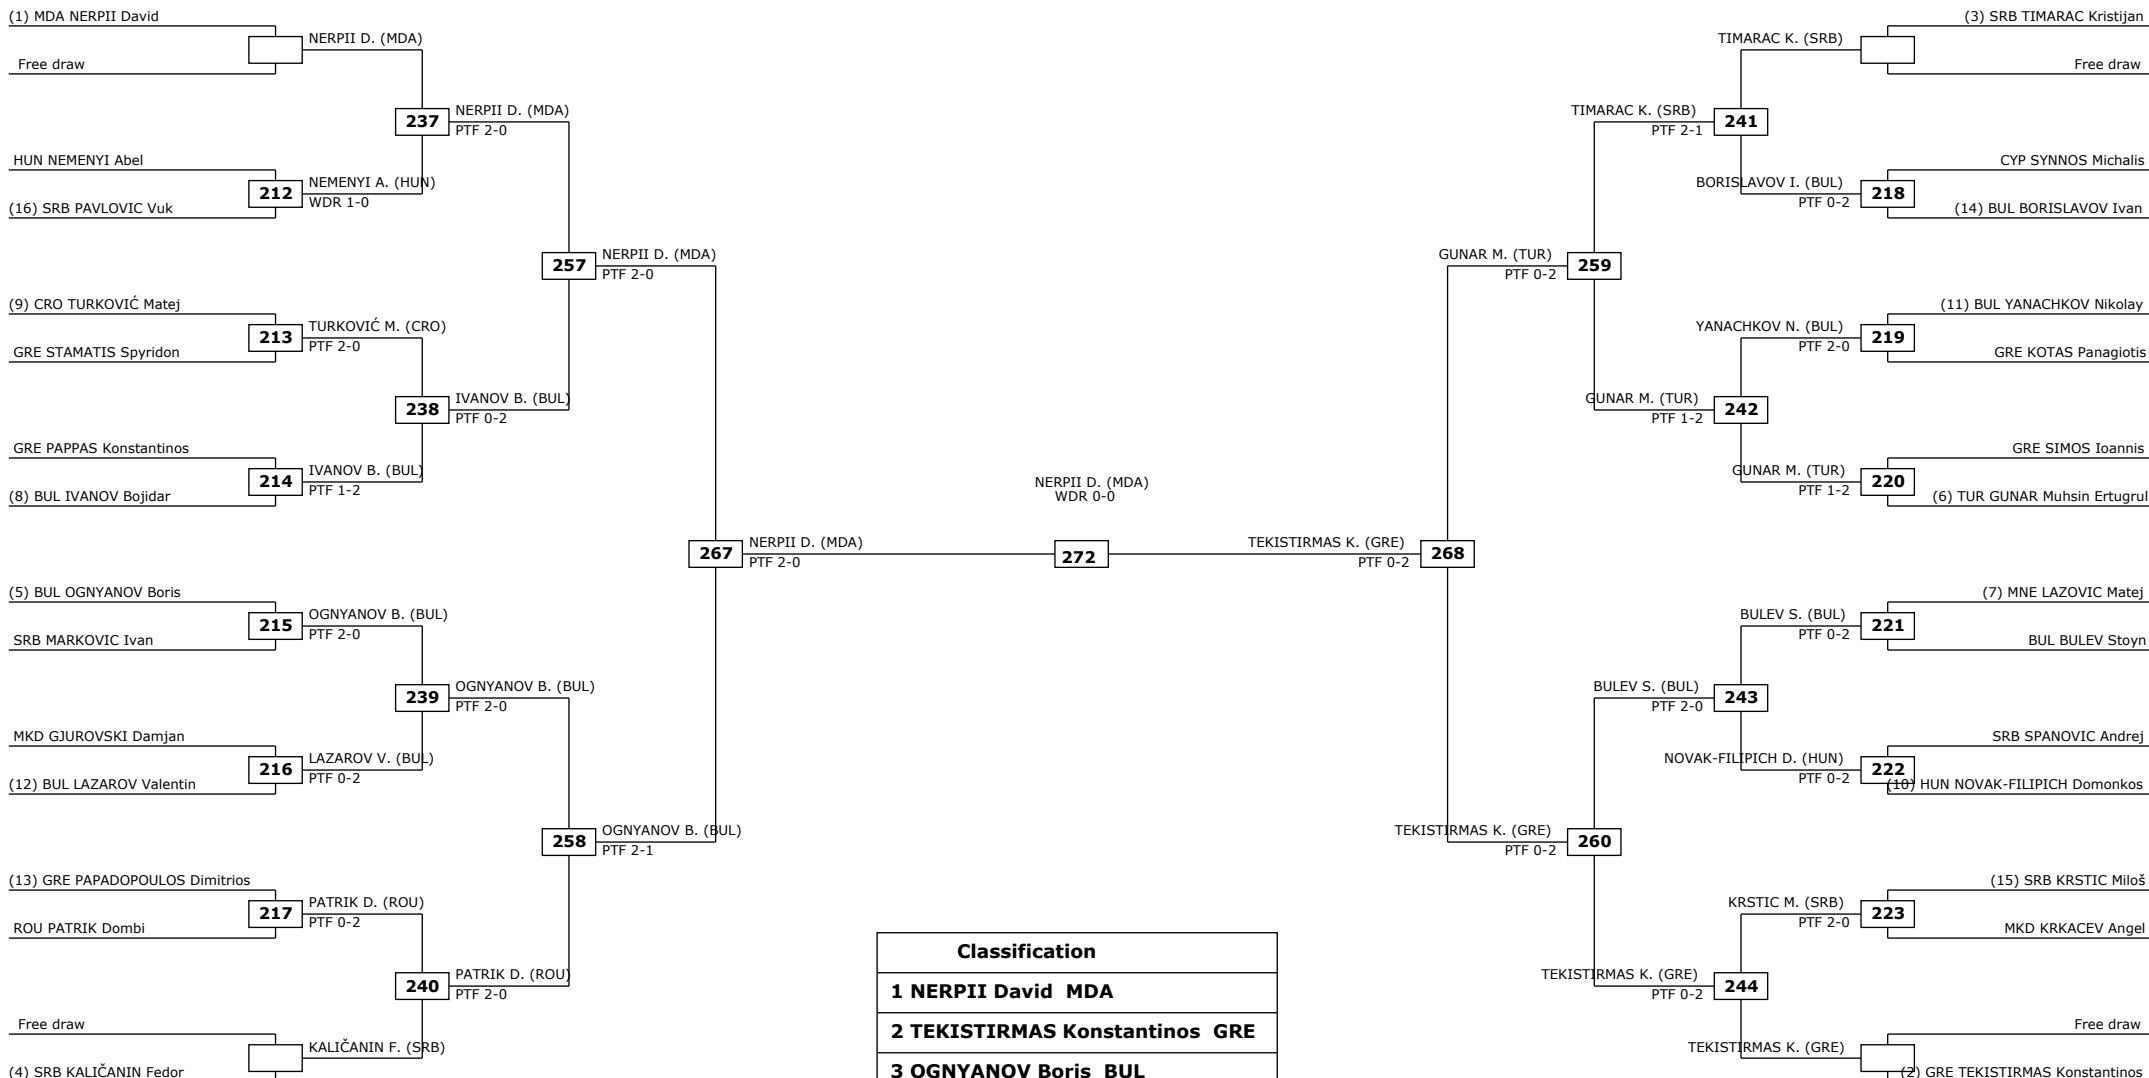 (1) MDA NERPII David
Free draw
NERPII D. (MDA)
237
NERPII D. (MDA)
PTF 2-0
HUN NEMENYI Abel
(16) SRB PAVLOVIC Vuk
212
NEMENYI A. (HUN)
WDR 1-0
257
NERPII D. (MDA)
PTF 2-0
(9) CRO TURKOVIĆ Matej
GRE STAMATIS Spyridon
213
TURKOVIĆ M. (CRO)
PTF 2-0
238
IVANOV B. (BUL)
PTF 0-2
GRE PAPPAS Konstantinos
(8) BUL IVANOV Bojidar
214
IVANOV B. (BUL)
PTF 1-2
267
NERPII D. (MDA)
PTF 2-0
(5) BUL OGNYANOV Boris
SRB MARKOVIC Ivan
215
OGNYANOV B. (BUL)
PTF 2-0
239
OGNYANOV B. (BUL)
PTF 2-0
MKD GJUROVSKI Damjan
(12) BUL LAZAROV Valentin
216
LAZAROV V. (BUL)
PTF 0-2
258
OGNYANOV B. (BUL)
PTF 2-1
(13) GRE PAPADOPOULOS Dimitrios
ROU PATRIK Dombi
217
PATRIK D. (ROU)
PTF 0-2
240
PATRIK D. (ROU)
PTF 2-0
Free draw
(4) SRB KALIČANIN Fedor
KALIČANIN F. (SRB)
NERPII D. (MDA)
WDR 0-0
272
(3) SRB TIMARAC Kristijan
Free draw
TIMARAC K. (SRB)
TIMARAC K. (SRB)
PTF 2-1
241
CYP SYNNOS Michalis
(14) BUL BORISLAVOV Ivan
BORISLAVOV I. (BUL)
PTF 0-2
218
GUNAR M. (TUR)
PTF 0-2
259
(11) BUL YANACHKOV Nikolay
GRE KOTAS Panagiotis
YANACHKOV N. (BUL)
PTF 2-0
219
GUNAR M. (TUR)
PTF 1-2
242
GRE SIMOS Ioannis
(6) TUR GUNAR Muhsin Ertugrul
GUNAR M. (TUR)
PTF 1-2
220
TEKISTIRMAS K. (GRE)
PTF 0-2
268
(7) MNE LAZOVIC Matej
BUL BULEV Stoyn
BULEV S. (BUL)
PTF 0-2
221
BULEV S. (BUL)
PTF 2-0
243
SRB SPANOVIC Andrej
(10) HUN NOVAK-FILIPICH Domonkos
NOVAK-FILIPICH D. (HUN)
PTF 0-2
222
TEKISTIRMAS K. (GRE)
PTF 0-2
260
(15) SRB KRSTIC Miloš
MKD KRKACEV Angel
KRSTIC M. (SRB)
PTF 2-0
223
TEKISTIRMAS K. (GRE)
PTF 0-2
244
Free draw
(2) GRE TEKISTIRMAS Konstantinos
TEKISTIRMAS K. (GRE)
Classification
1 NERPII David MDA
2 TEKISTIRMAS Konstantinos GRE
3 OGNYANOV Boris BUL